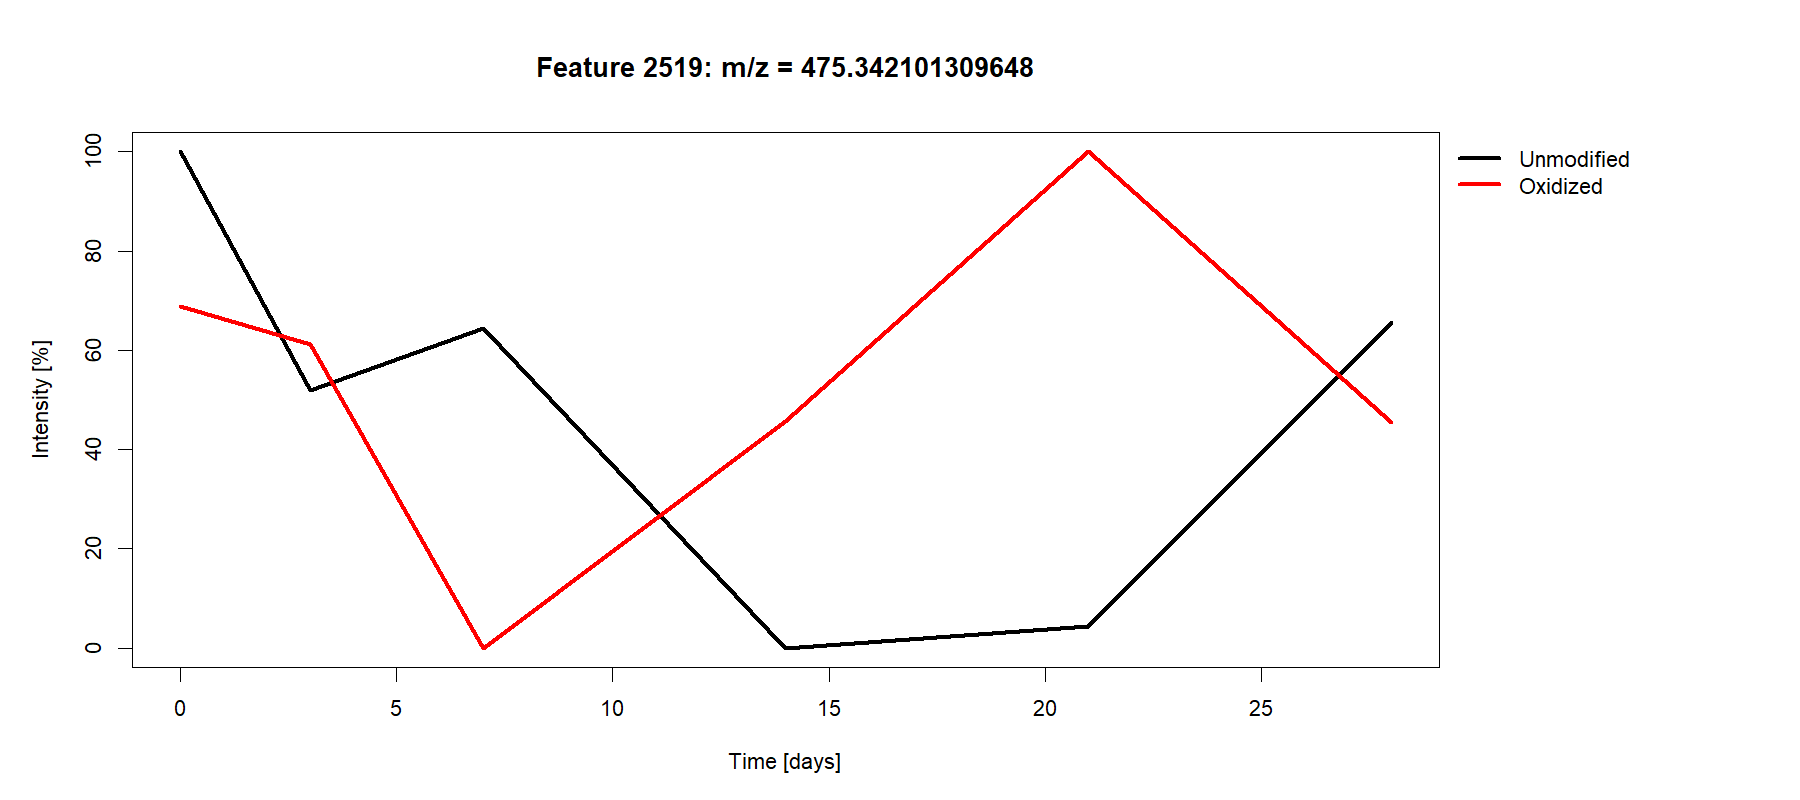 Feature 2519: m/z = 475.342101309648
Unmodified
Oxidized
Intensity [%]
100
80
60
40
20
0
0 5 10 15 20 25
Time [days]